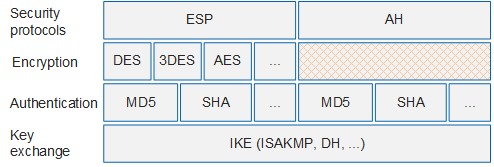 Security protocols ESP AH
Encryption DES 3DES AES ...
Authentication MD5 SHA ... MD5 SHA ...
Key exchange IKE (ISAKMP, DH, ...)